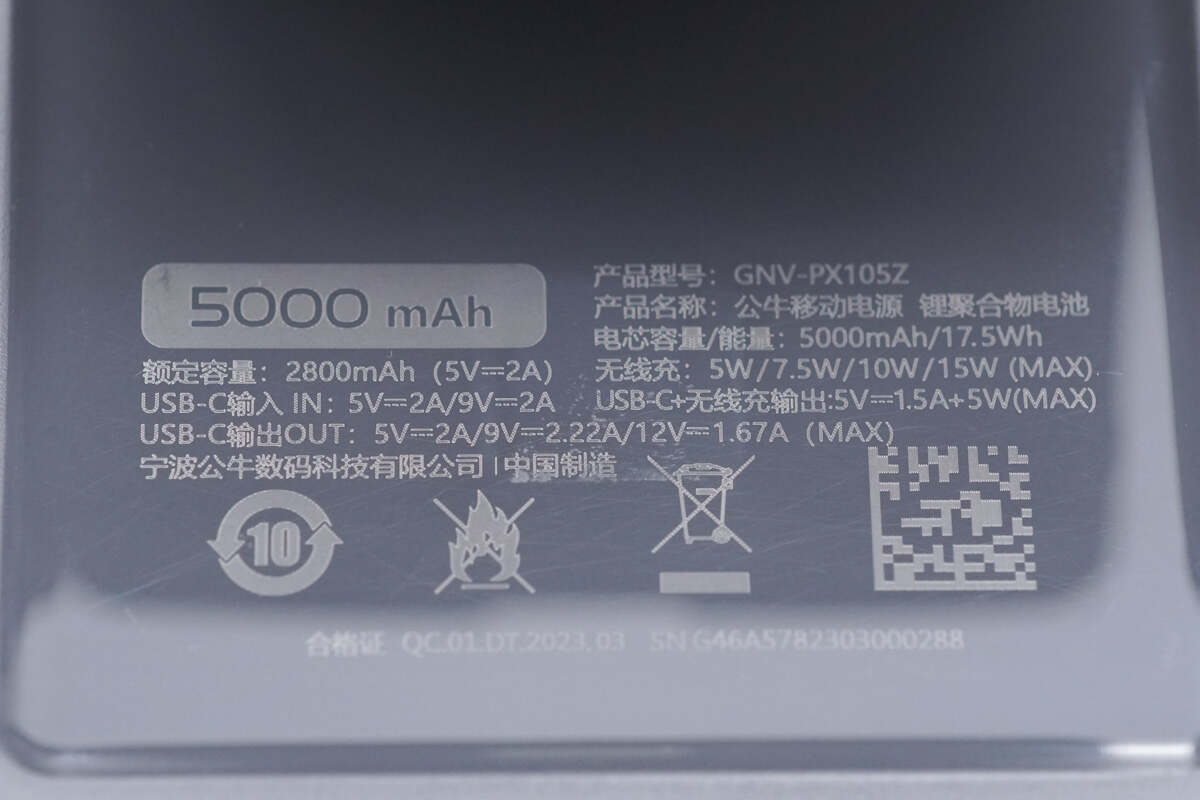 5000 mAh
额定容量：2800mAh（5V⎓2A）
USB-C输入 IN：5V⎓2A/9V⎓2A
产品型号：GNV-PX105Z
产品名称：公牛移动电源 锂聚合物电池
电芯容量/能量：5000mAh/17.5Wh
无线充：5W/7.5W/10W/15W (MAX)
USB-C+无线充输出:5V⎓1.5A+5W(MAX)
USB-C输出OUT：5V⎓2A/9V⎓2.22A/12V⎓1.67A（MAX）
宁波公牛数码科技有限公司 | 中国制造
10
合格证 QC.01.DT.2023.03 SN G46A5782303000288